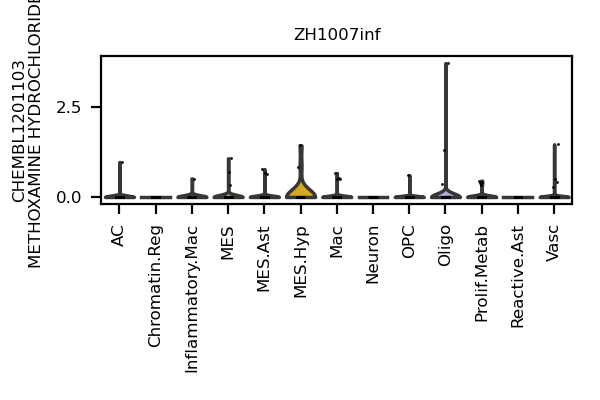 ZH1007inf
CHEMBL1201103
METHOXAMINE HYDROCHLORIDE
2.5
0.0
AC
Chromatin.Reg
Inflammatory.Mac
MES
MES.Ast
MES.Hyp
Mac
Neuron
OPC
Oligo
Prolif.Metab
Reactive.Ast
Vasc